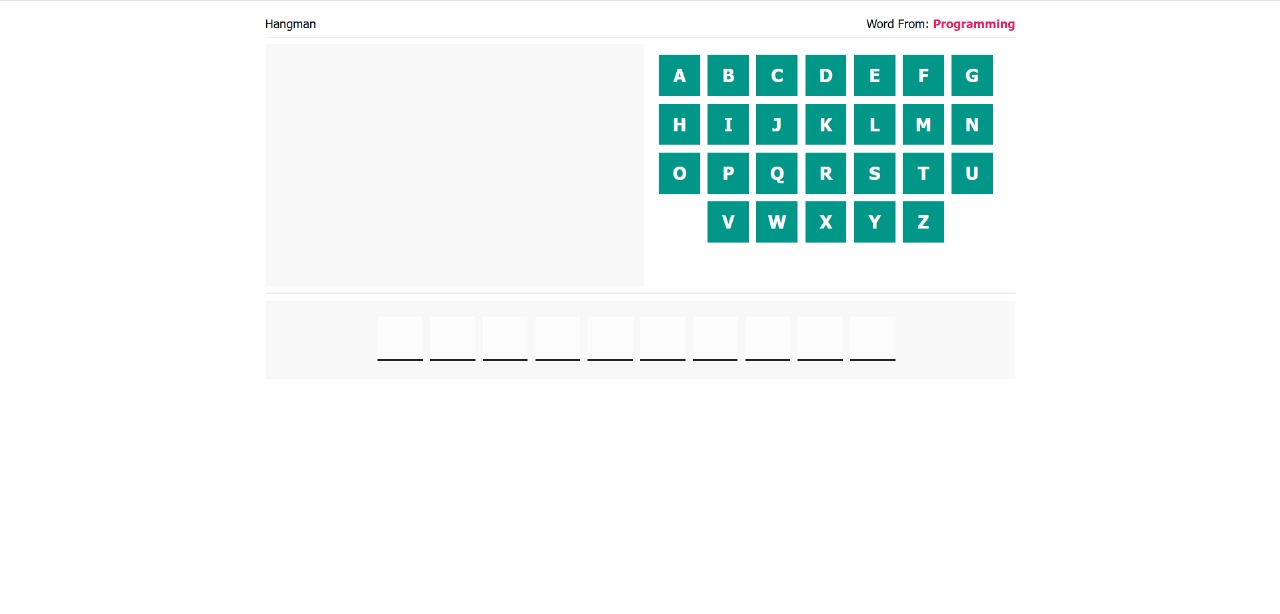 Hangman
Word From: Programming
A B C D E F G
H I J K L M N
O P Q R S T U
V W X Y Z